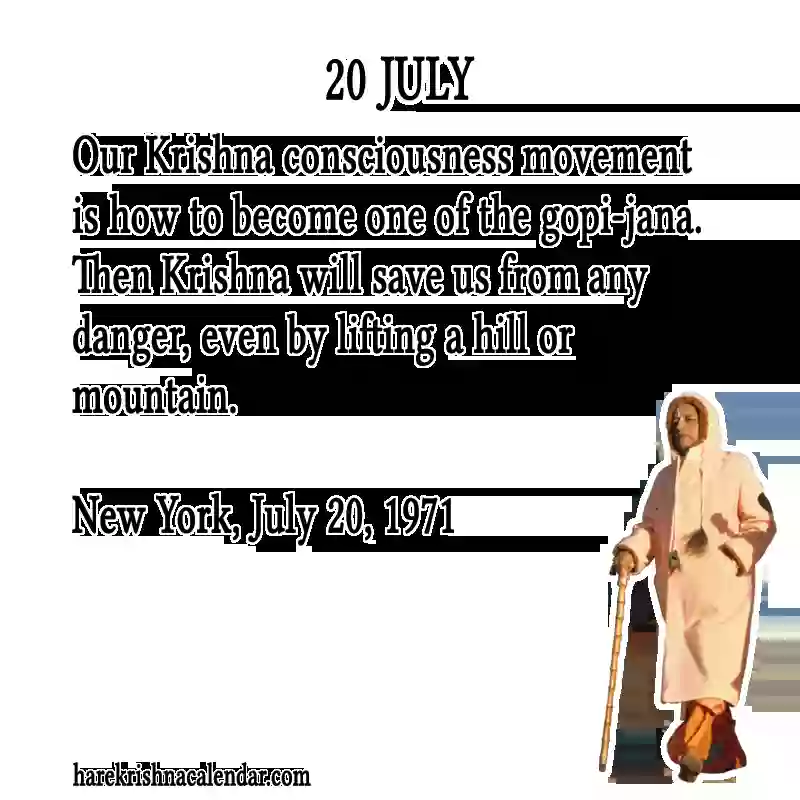 20 JULY
Our Krishna consciousness movement
is how to become one of the gopi-jana.
Then Krishna will save us from any
danger, even by lifting a hill or
mountain.
New York, July 20, 1971
harekrishnacalendar.com